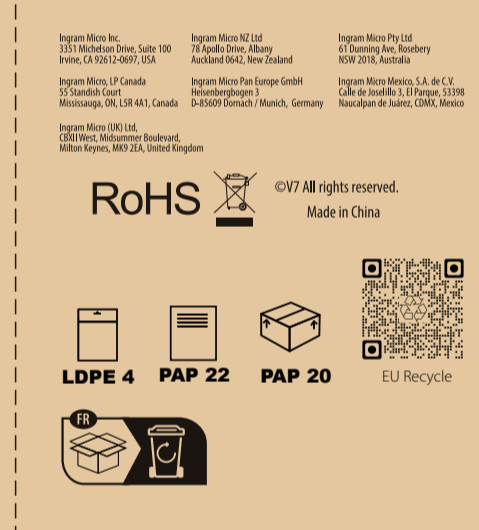 Ingram Micro Inc.
3351 Michelson Drive, Suite 100
Irvine, CA 92612-0697, USA
Ingram Micro NZ Ltd
78 Apollo Drive, Albany
Auckland 0642, New Zealand
Ingram Micro Pty Ltd
61 Dunning Ave, Rosebery
NSW 2018, Australia
Ingram Micro, LP Canada
55 Standish Court
Mississauga, ON, L5R 4A1, Canada
Ingram Micro Pan Europe GmbH
Heisenbergbogen 3
D-85609 Dornach / Munich, Germany
Ingram Micro Mexico, S.A. de C.V.
Calle de Joselillo 3, El Parque, 53398
Naucalpan de Juárez, CDMX, Mexico
Ingram Micro (UK) Ltd,
CBXII West, Midsummer Boulevard,
Milton Keynes, MK9 2EA, United Kingdom
RoHS
©V7 All rights reserved.
Made in China
LDPE 4
PAP 22
PAP 20
EU Recycle
FR